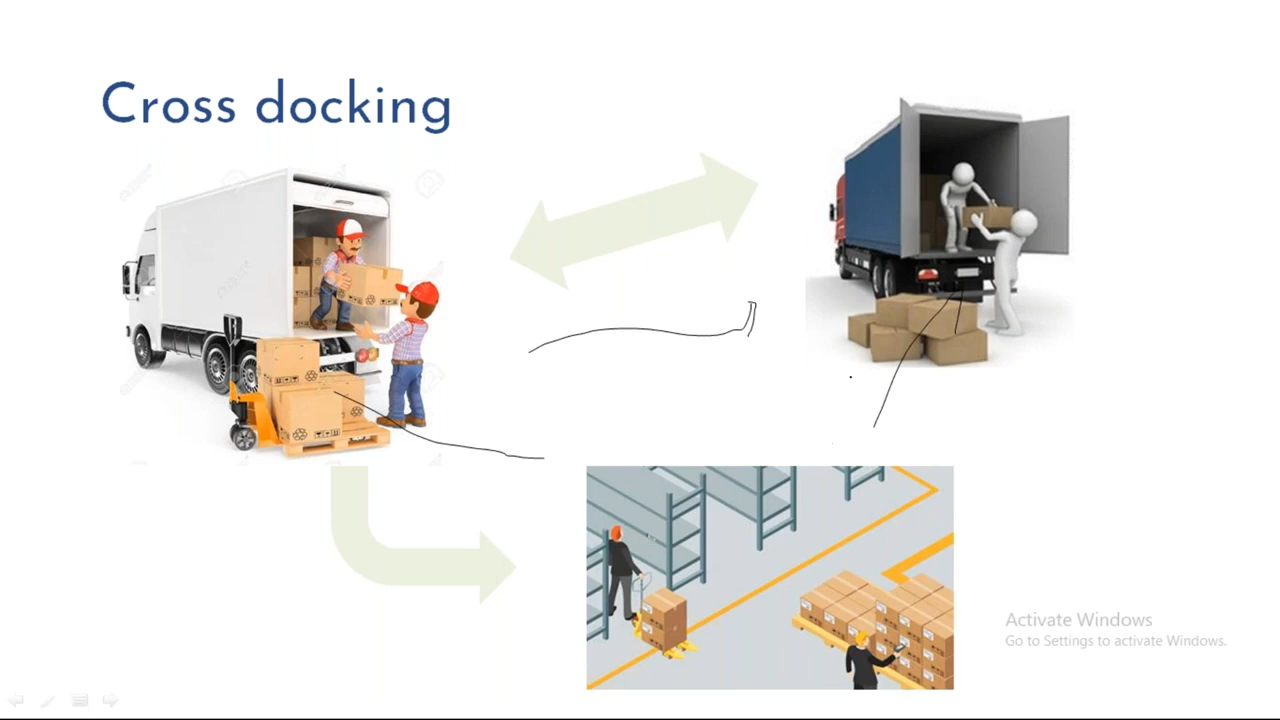 Cross docking
Activate Windows
Go to Settings to activate Windows.